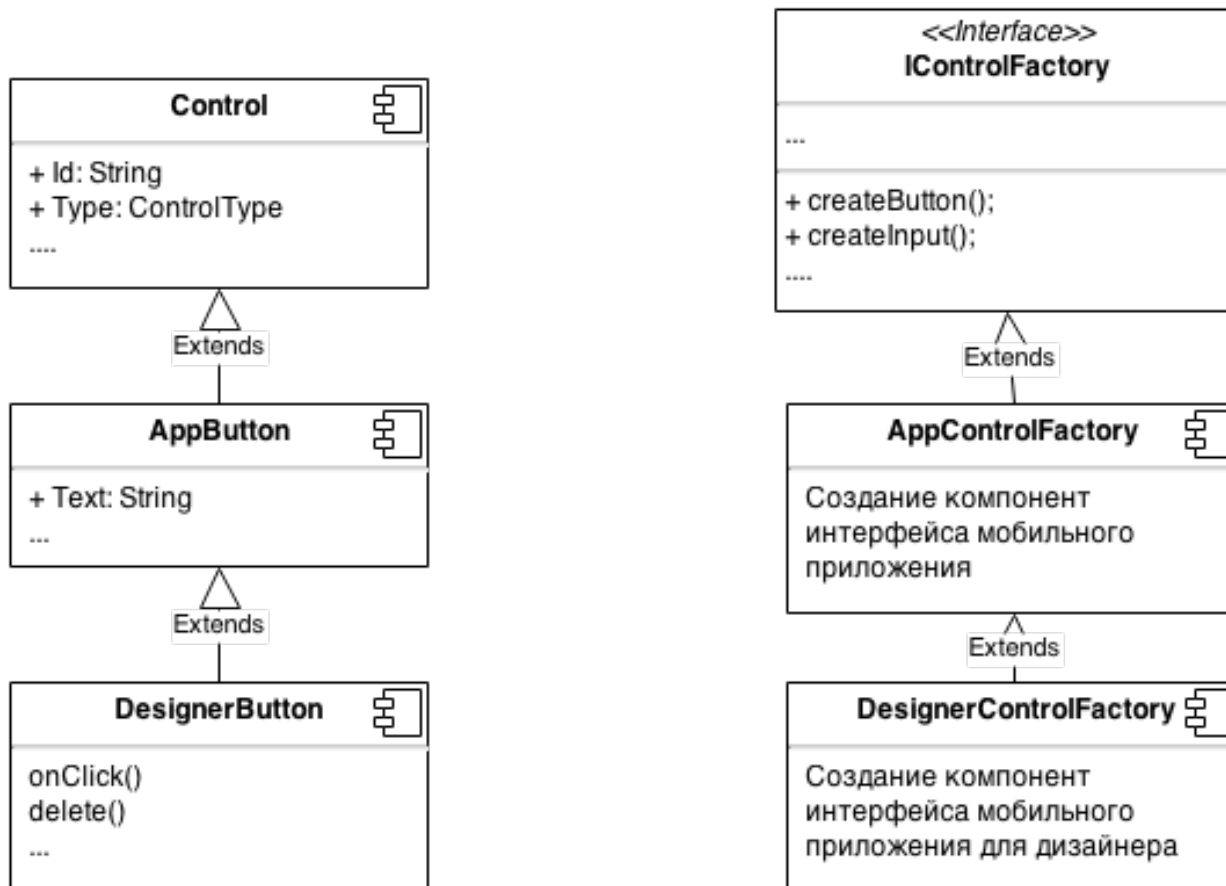 Control
+ Id: String
+ Type: ControlType
....
Extends
AppButton
+ Text: String
...
Extends
DesignerButton
onClick()
delete()
...
<<Interface>>
IControlFactory
...
+ createButton();
+ createInput();
....
Extends
AppControlFactory
Создание компонент
интерфейса мобильного
приложения
Extends
DesignerControlFactory
Создание компонент
интерфейса мобильного
приложения для дизайнера